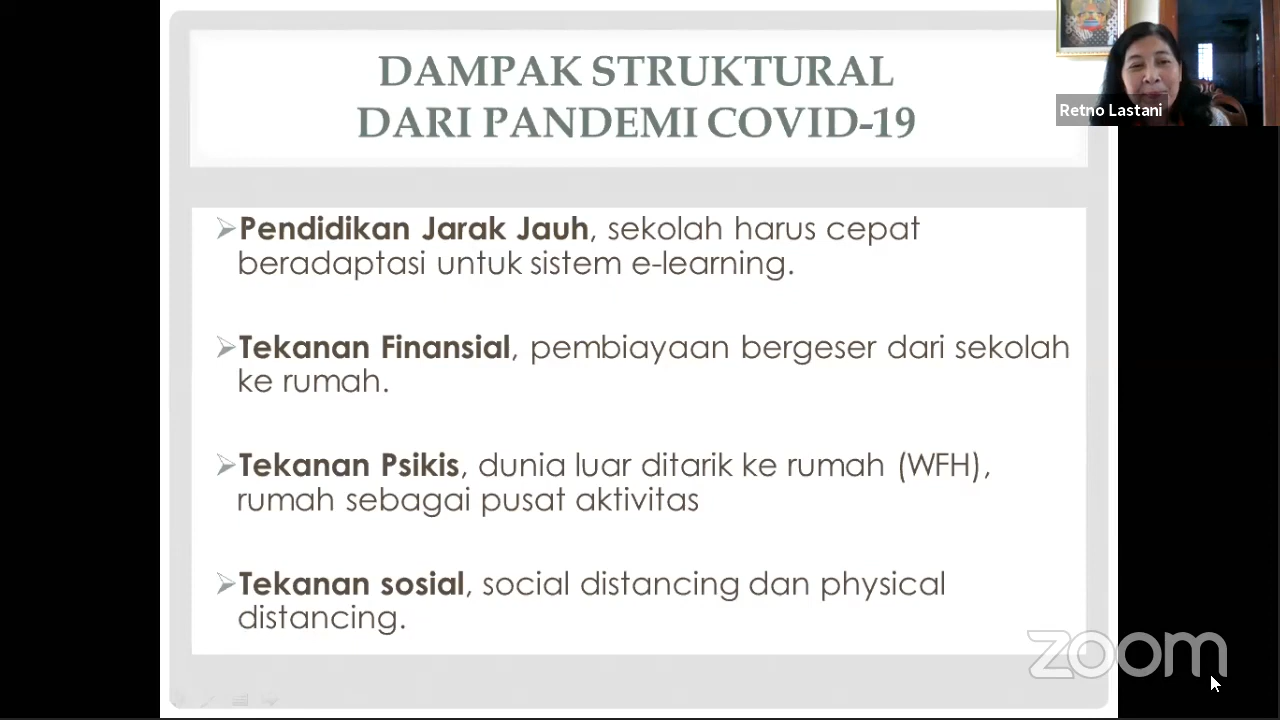 DAMPAK STRUKTURAL
DARI PANDEMI COVID-19
Retno Lastani
Pendidikan Jarak Jauh, sekolah harus cepat
beradaptasi untuk sistem e-learning.
Tekanan Finansial, pembiayaan bergeser dari sekolah
ke rumah.
Tekanan Psikis, dunia luar ditarik ke rumah (WFH),
rumah sebagai pusat aktivitas
Tekanan sosial, social distancing dan physical
distancing.
zoom